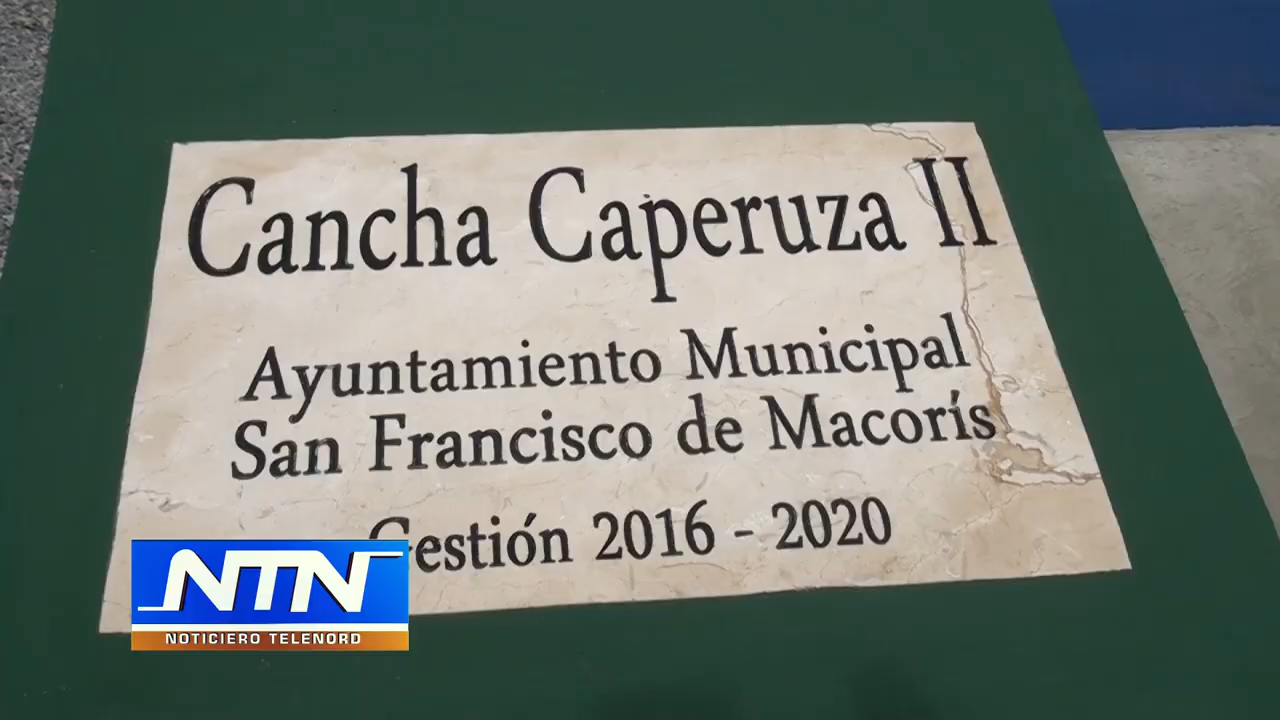 Cancha Caperuza II
Ayuntamiento Municipal
San Francisco de Macorís
Gestión 2016 - 2020
NTN
NOTICIERO TELENORD